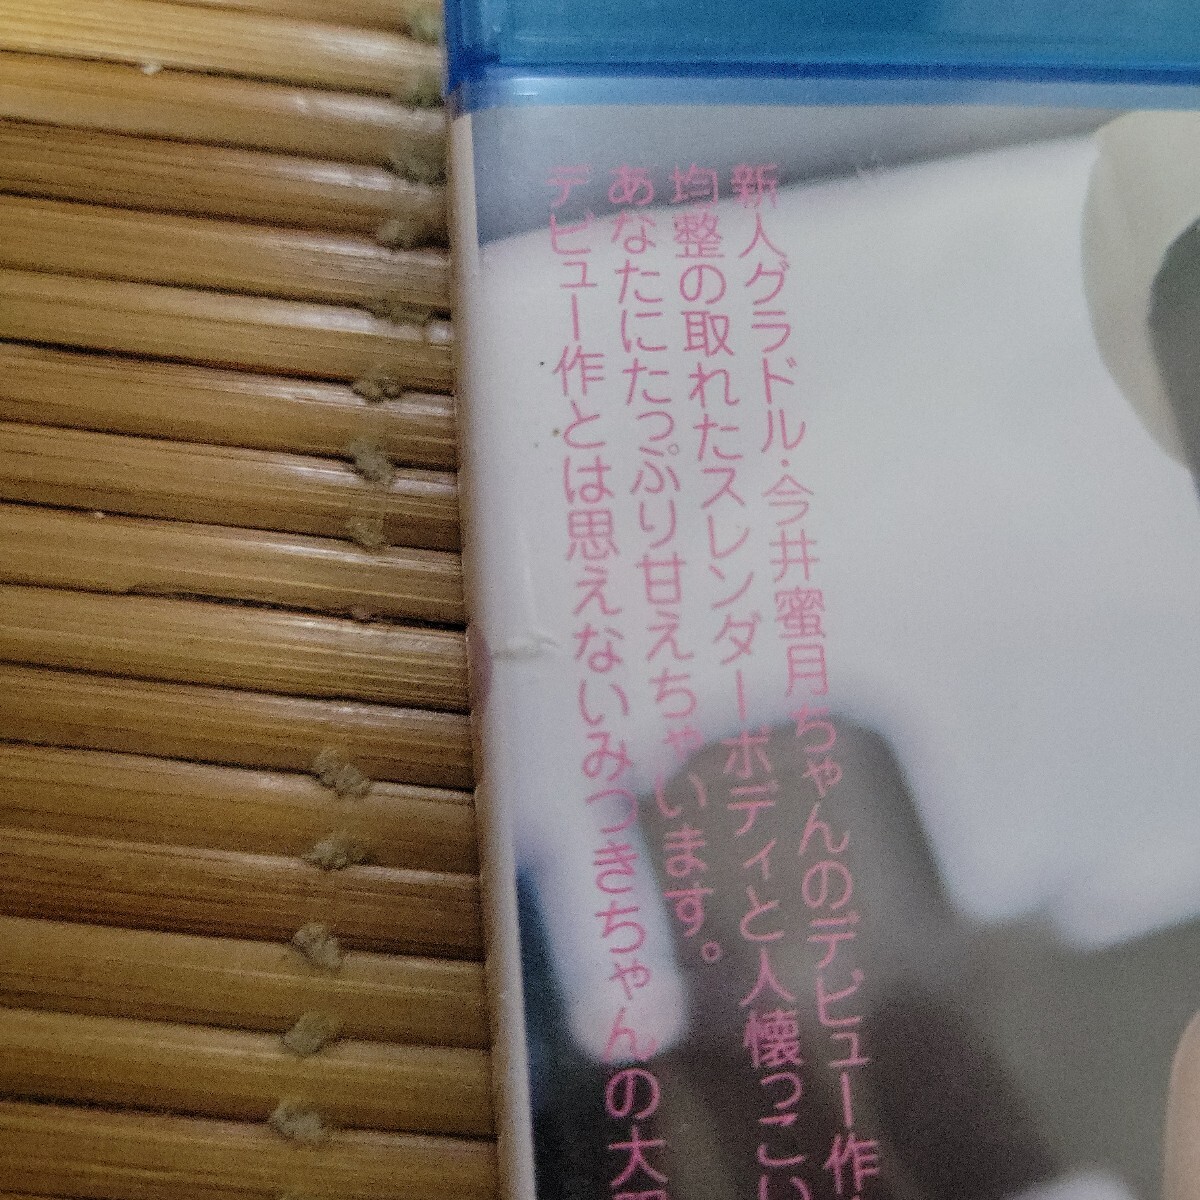 新人グラドル・今井蜜月ちゃんのデビュー作
均整の取れたスレンダーボディと人懐っこい
あなたにたっぷり甘えちゃいます。
デビュー作とは思えないみつきちゃんの大